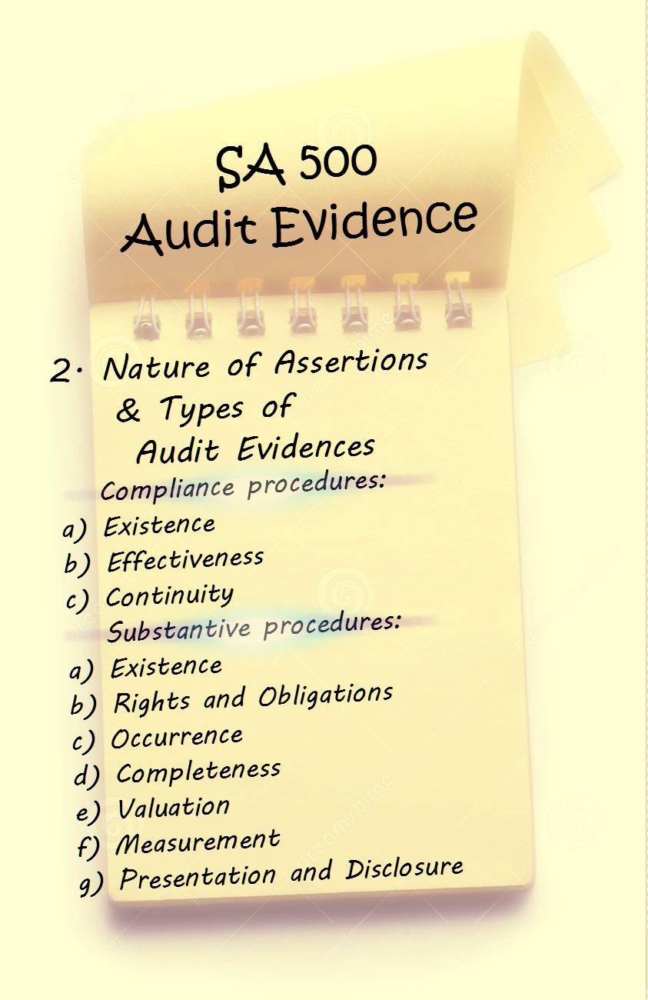 SA 500
Audit Evidence
2. Nature of Assertions
& Types of
Audit Evidences
Compliance procedures:
a) Existence
b) Effectiveness
c) Continuity
Substantive procedures:
a) Existence
b) Rights and Obligations
c) Occurrence
d) Completeness
e) Valuation
f) Measurement
g) Presentation and Disclosure
dreamstime